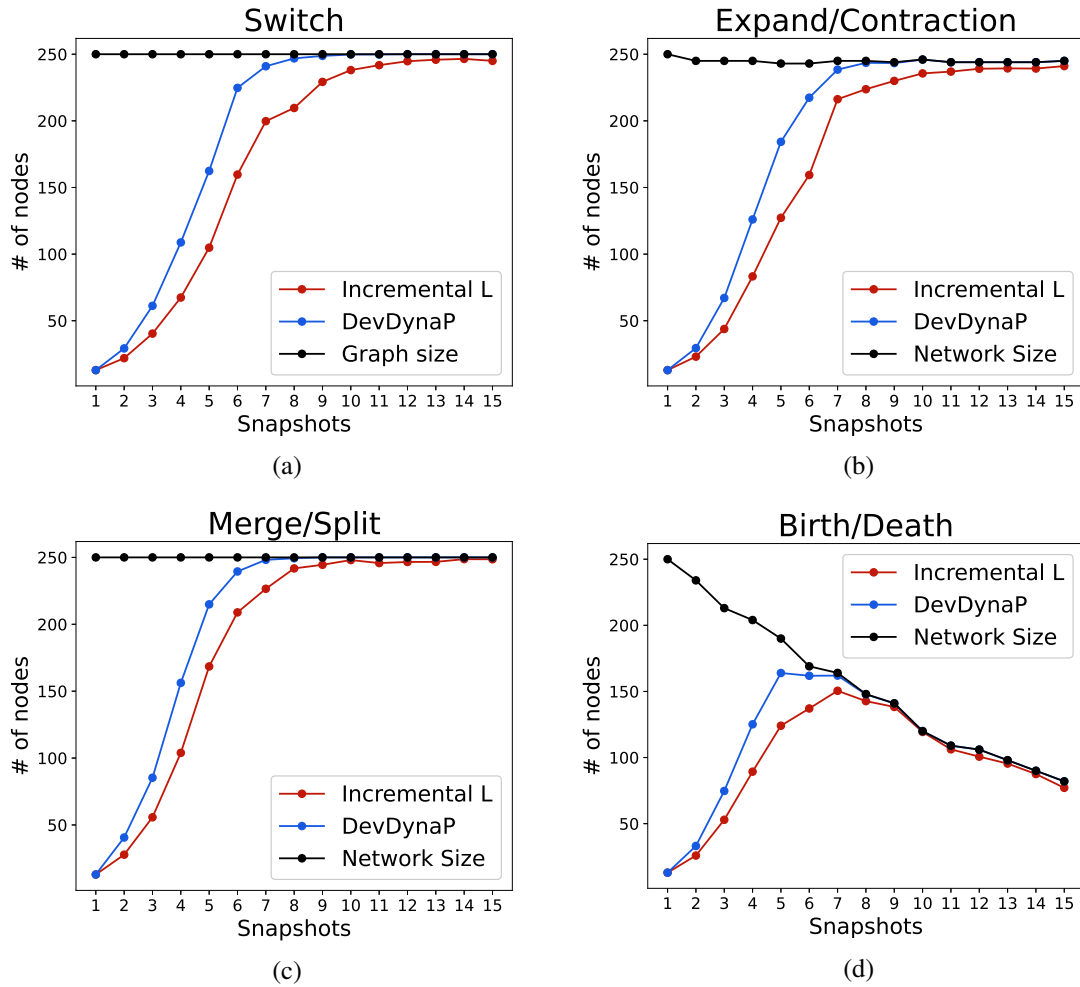 Switch
250
200
150
100
50
# of nodes
Incremental L
DevDynaP
Graph size
1 2 3 4 5 6 7 8 9 10 11 12 13 14 15
Snapshots
(a)
Expand/Contraction
250
200
150
100
50
# of nodes
Incremental L
DevDynaP
Network Size
1 2 3 4 5 6 7 8 9 10 11 12 13 14 15
Snapshots
(b)
Merge/Split
250
200
150
100
50
# of nodes
Incremental L
DevDynaP
Network Size
1 2 3 4 5 6 7 8 9 10 11 12 13 14 15
Snapshots
(c)
Birth/Death
250
200
150
100
50
# of nodes
Incremental L
DevDynaP
Network Size
1 2 3 4 5 6 7 8 9 10 11 12 13 14 15
Snapshots
(d)